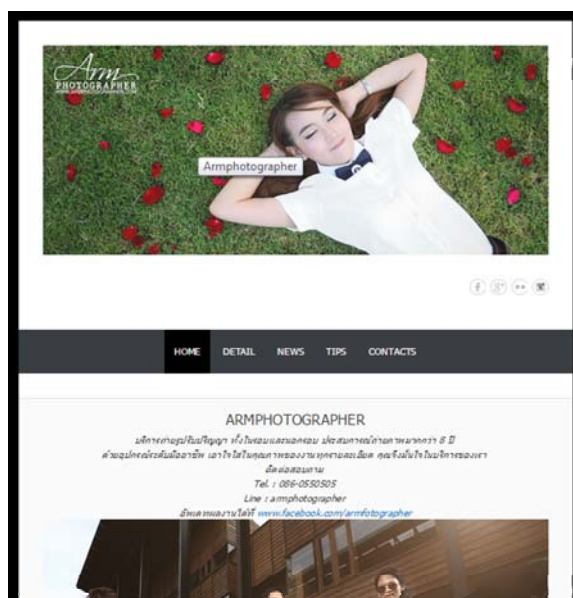 Arm
PHOTOGRAPHER
Armphotographer
HOME DETAIL NEWS TIPS CONTACTS
ARMPHOTOGRAPHER
บริการถ่ายรูปรับปริญญา ทั้งในรอบและนอกรอบ ประสบการณ์ถ่ายภาพมากกว่า 8 ปี
ด้วยอุปกรณ์ระดับมืออาชีพ เอาใจใส่ในคุณภาพของงานทุกรายละเอียด คุณจึงมั่นใจในบริการของเรา
ติดต่อสอบถาม
Tel. : 086-0550505
Line : armphotographer
อัพเดทผลงานได้ที่ www.facebook.com/armfotographer